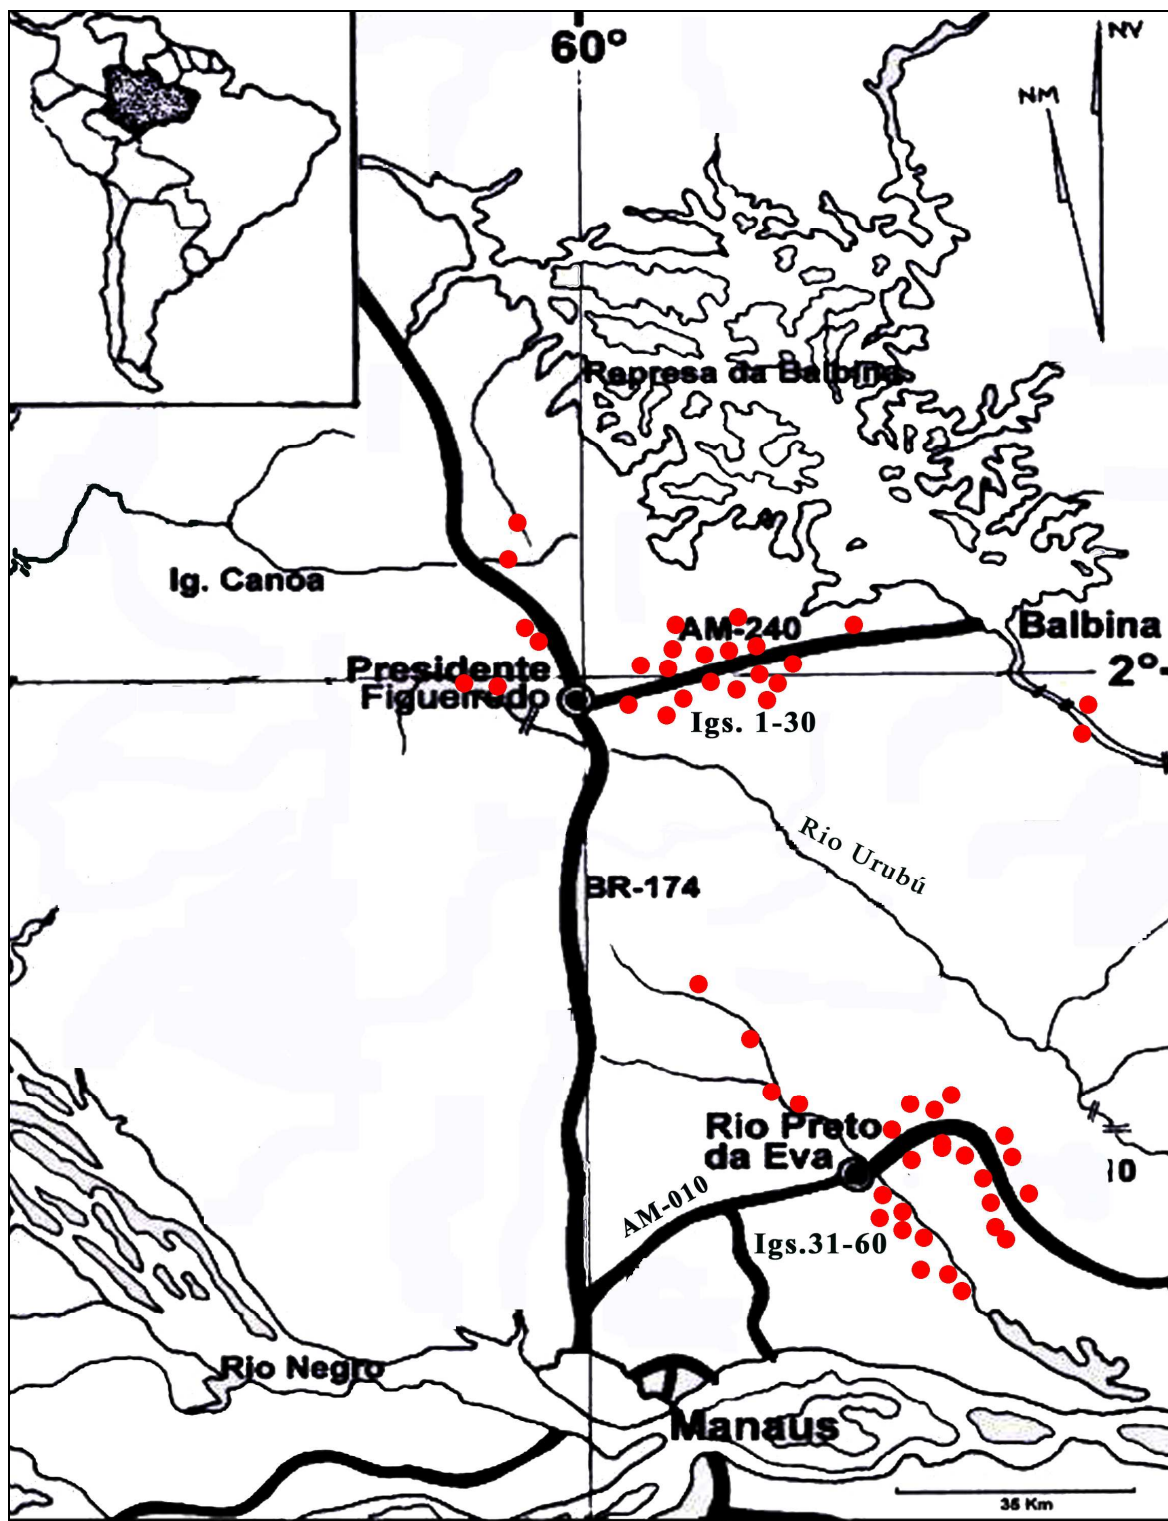 60°
NV
NM
Represa da Balbina
Ig. Canoa
AM-240
Balbina
Presidente
Figueiredo
2°
Igs. 1-30
Rio Urubú
BR-174
Rio Preto
da Eva
AM-010
Igs.31-60
Rio Negro
Manaus
35 Km